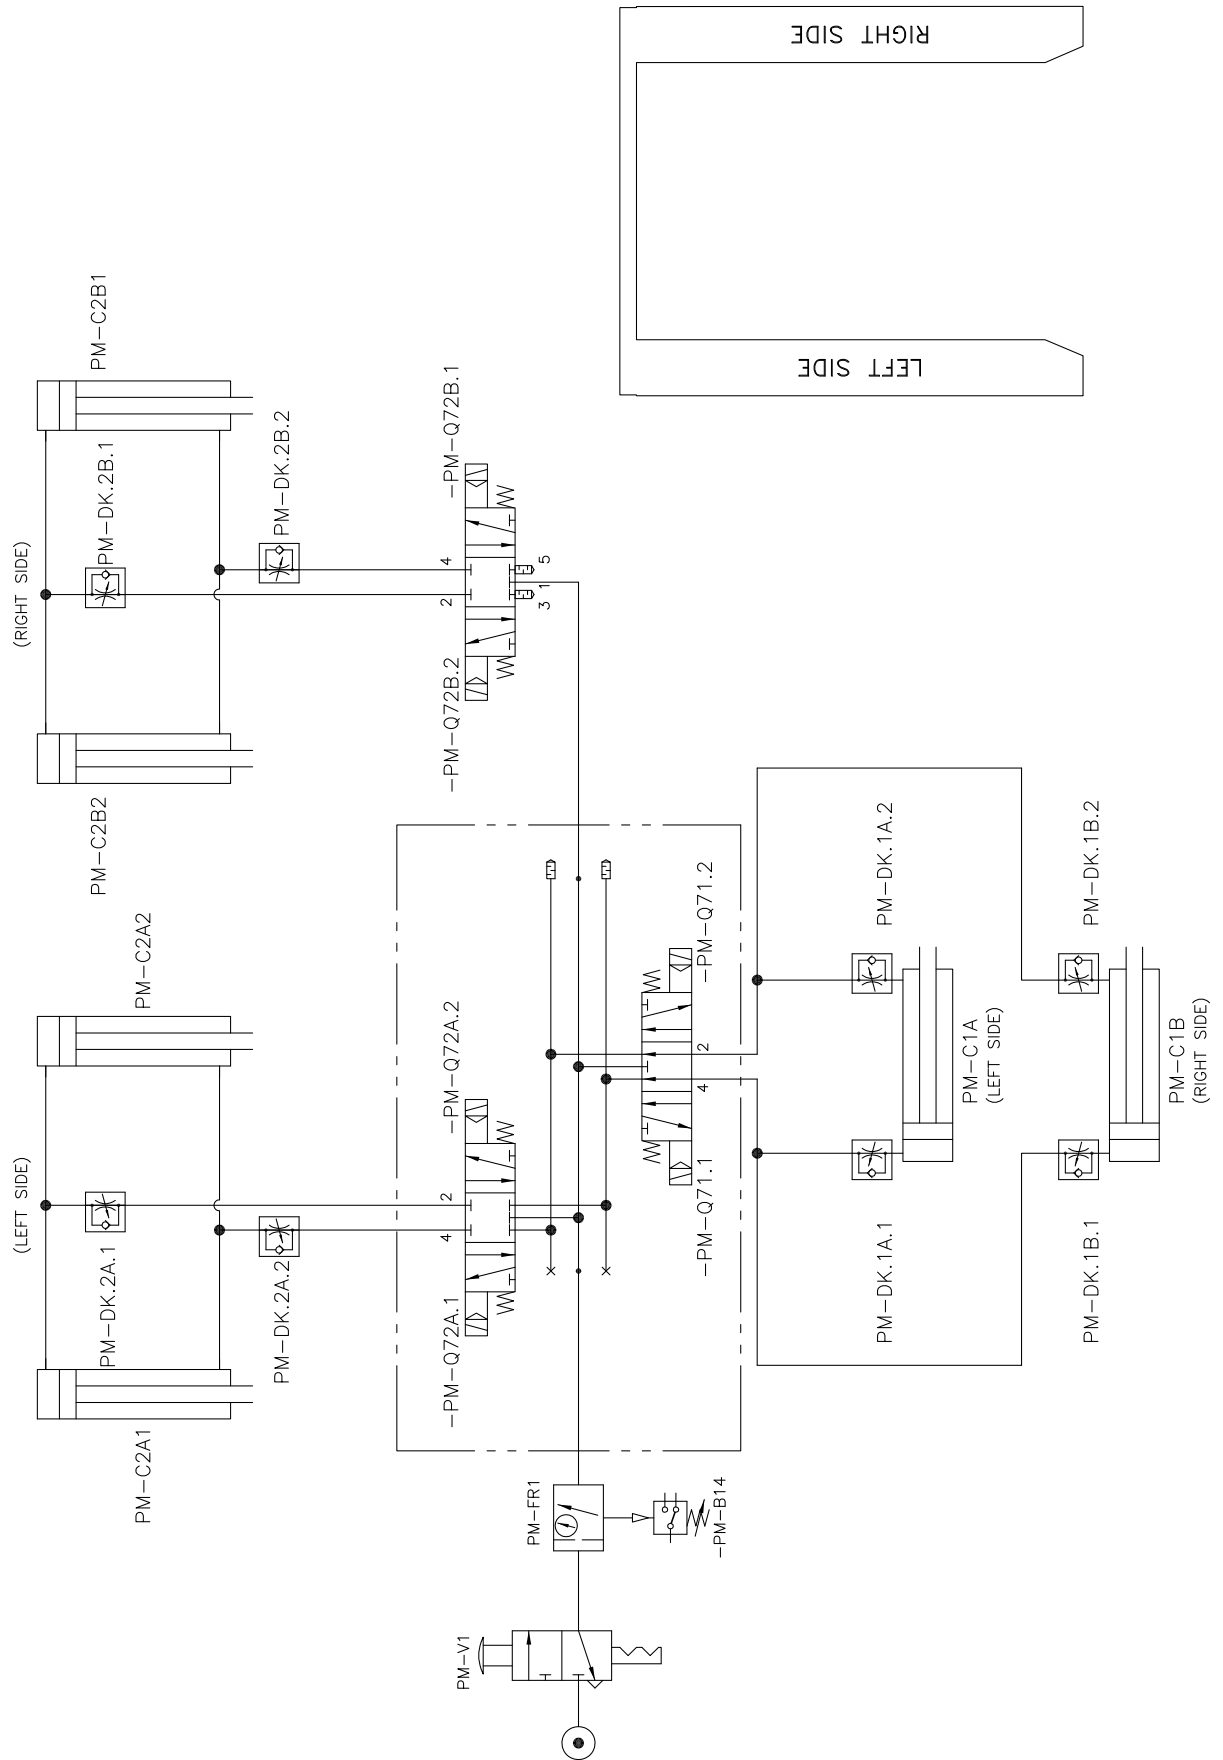 (LEFT SIDE)
(RIGHT SIDE)
PM-C2A1
PM-DK.2A.1
PM-DK.2A.2
PM-C2A2
PM-C2B2
PM-DK.2B.1
PM-DK.2B.2
PM-C2B1
-PM-Q72A.1
4
2
-PM-Q72A.2
-PM-Q72B.2
2
4
-PM-Q72B.1
3
1
5
PM-V1
PM-FR1
-PM-B14
-PM-Q71.1
4
2
-PM-Q71.2
PM-DK.1A.1
PM-DK.1A.2
PM-C1A
(LEFT SIDE)
PM-DK.1B.1
PM-DK.1B.2
PM-C1B
(RIGHT SIDE)
LEFT SIDE
RIGHT SIDE